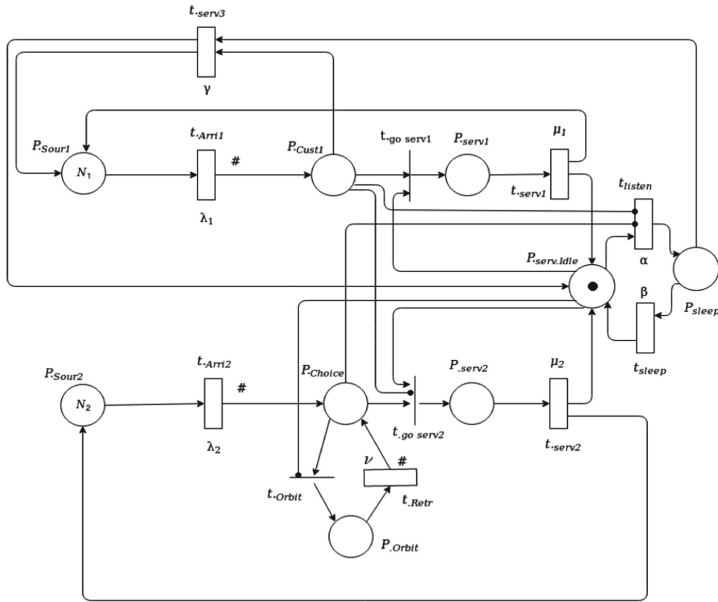 t.serv3
γ
P.Sour1
N1
t.Arri1
#
λ1
P.Cust1
t.go serv1
P.serv1
μ1
t.serv1
tlisten
α
P.serv.Idle
β
Psleep
tsleep
P.Sour2
N2
t.Arri2
#
λ2
P.Choice
P.serv2
μ2
t.go serv2
t.serv2
ν
#
t.Orbit
t.Retr
P.Orbit